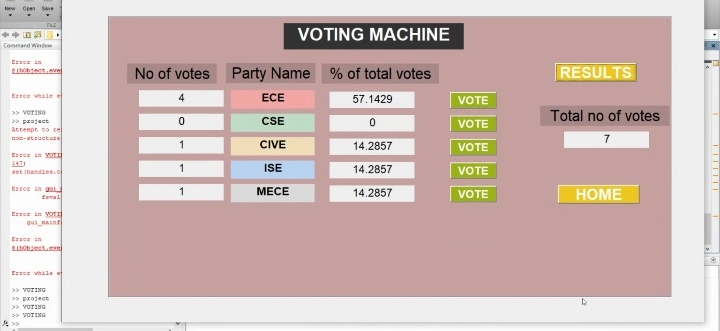 New Open Save
FILE
Command Window
Error in
@(hObject,eve
Error while e
>> VOTING
>> project
Attempt to re
non-structure
Error in VOTI
147)
set(handles.t
Error in gui_
feval
Error in VOTI
gui_mainf
Error in
@(hObject,eve
Error while e
>> VOTING
>> project
>> VOTING
>> VOTING
fx >>
VOTING MACHINE
No of votes Party Name % of total votes
RESULTS
4 ECE 57.1429 VOTE
0 CSE 0 VOTE
1 CIVE 14.2857 VOTE
1 ISE 14.2857 VOTE
1 MECE 14.2857 VOTE
Total no of votes
7
HOME